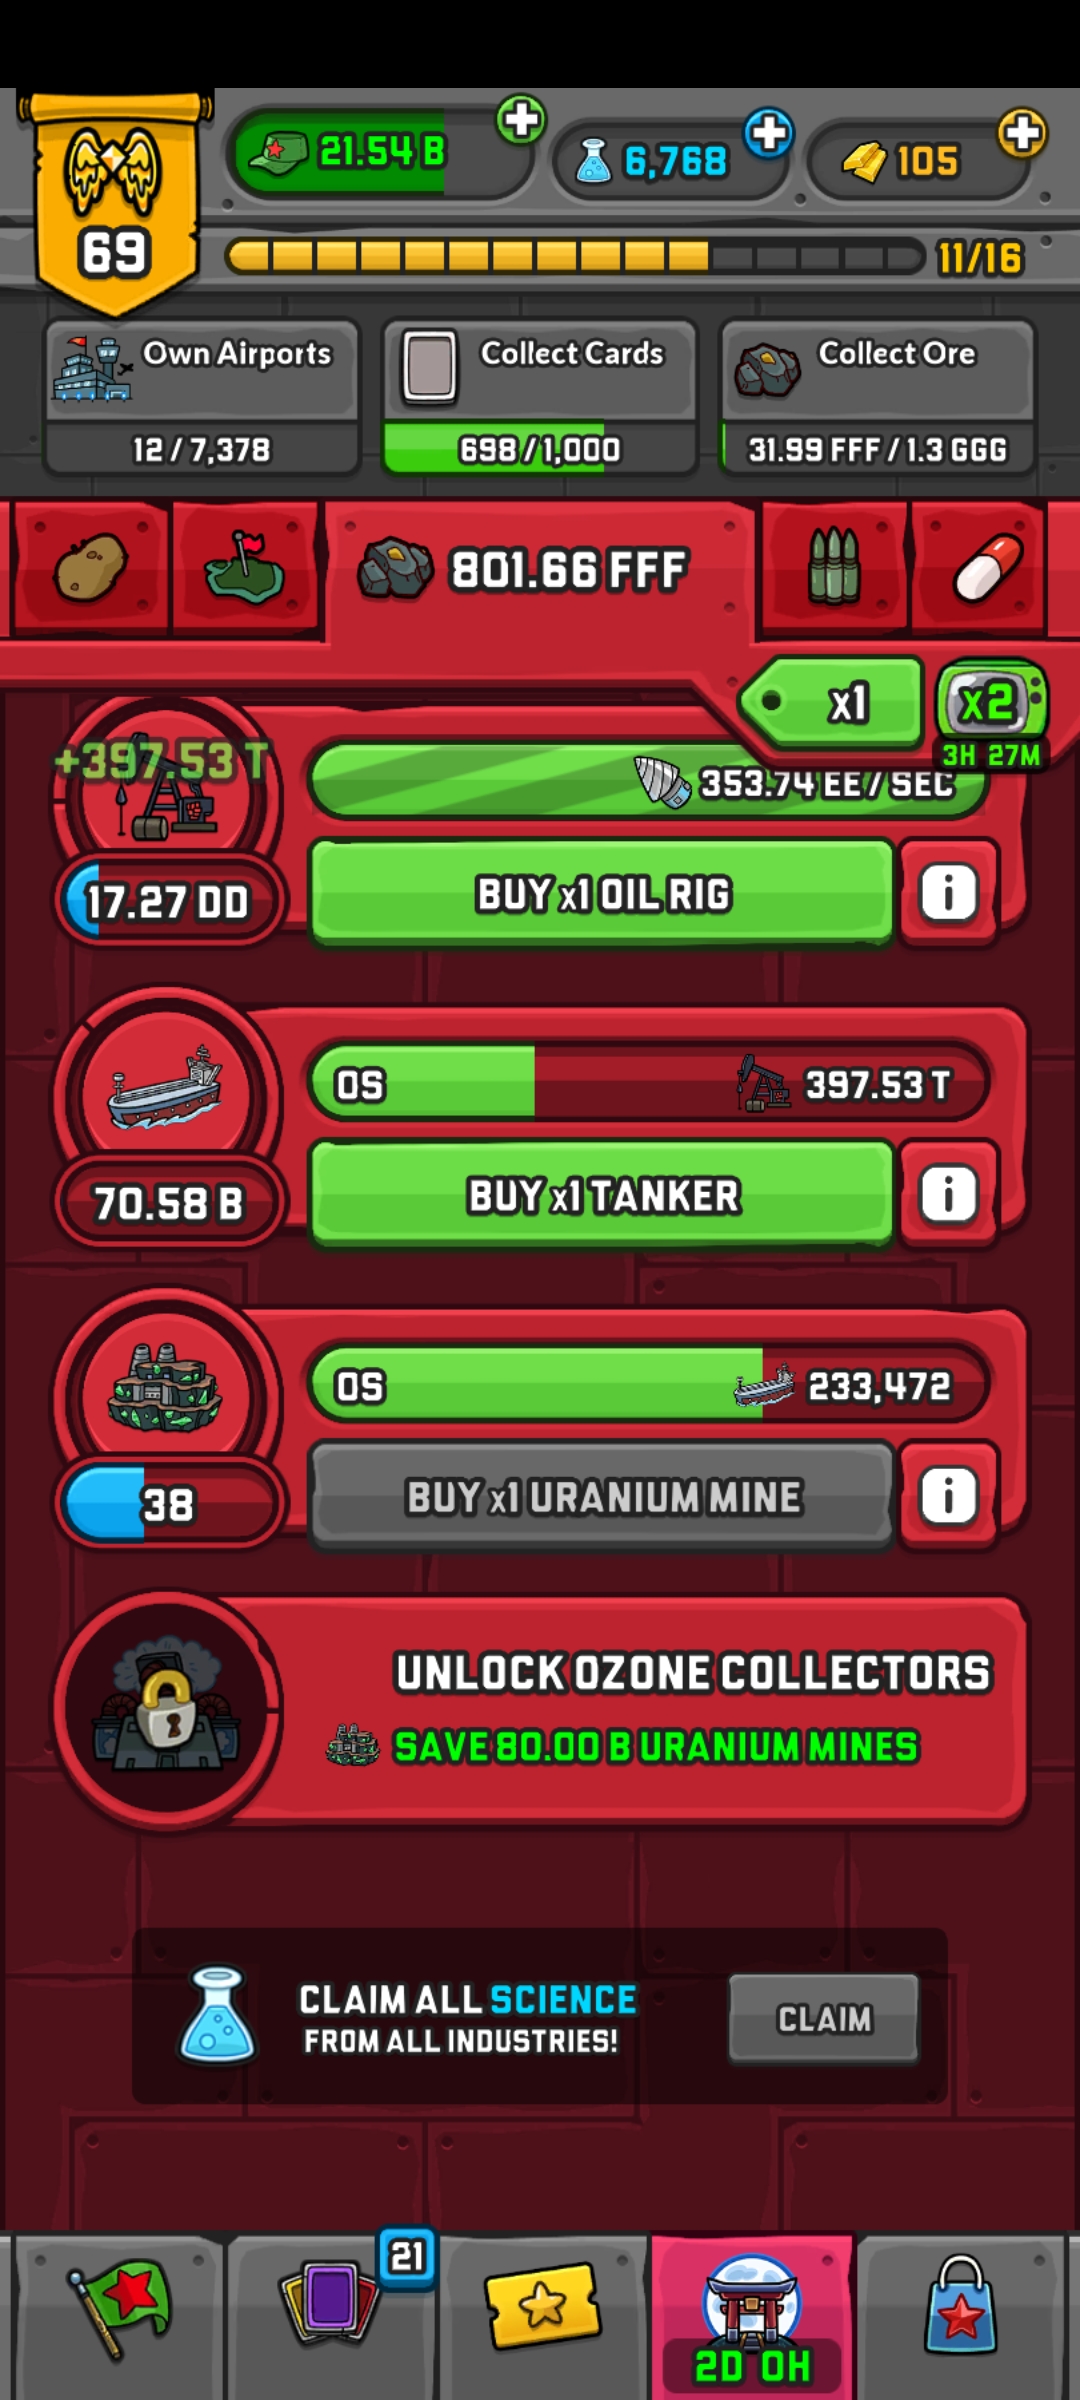 21.54 B
6,768
105
69
11/16
Own Airports
12 / 7,378
Collect Cards
698 / 1,000
Collect Ore
31.99 FFF / 1.3 GGG
801.66 FFF
x1
x2
3H 27M
+397.53 T
353.74 EE / SEC
17.27 DD
BUY x1 OIL RIG
i
0S
397.53 T
70.58 B
BUY x1 TANKER
i
0S
233,472
38
BUY x1 URANIUM MINE
i
UNLOCK OZONE COLLECTORS
SAVE 80.00 B URANIUM MINES
CLAIM ALL SCIENCE
FROM ALL INDUSTRIES!
CLAIM
21
2D 0H